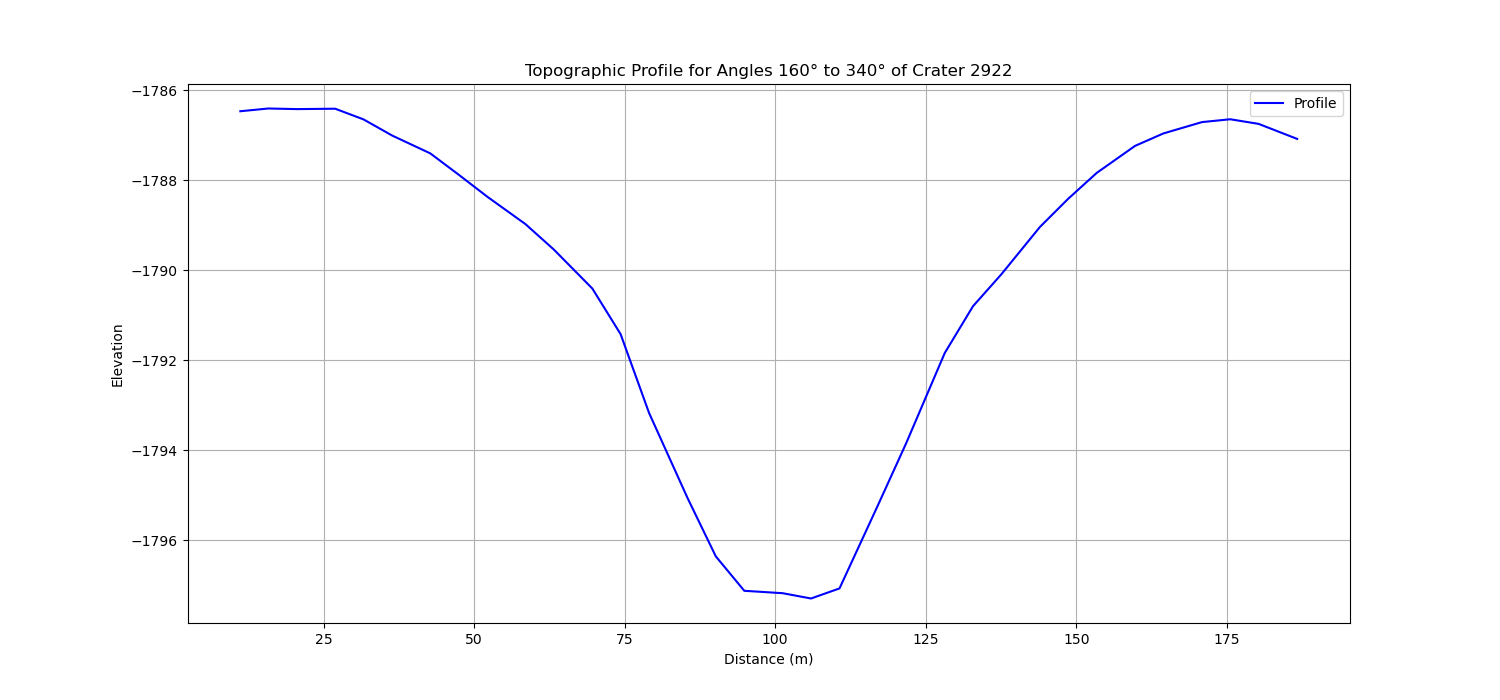 Topographic Profile for Angles 160° to 340° of Crater 2922
Profile
−1786
−1788
−1790
−1792
−1794
−1796
Elevation
25 50 75 100 125 150 175
Distance (m)